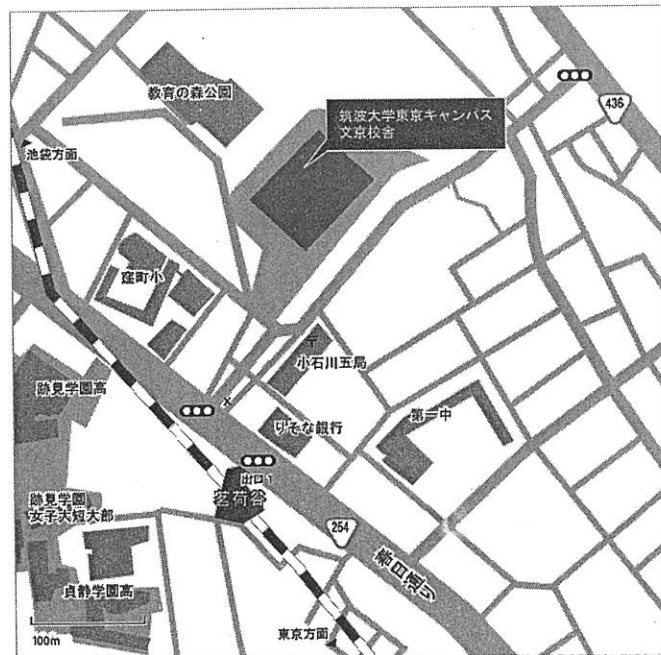 教育の森公園
筑波大学東京キャンパス
文京校舎
436
池袋方面
窪町小
〒
小石川五局
跡見学園高
x
りそな銀行
第一中
出口1
茗荷谷
跡見学園
女子大短大部
254
春日通り
貞静学園高
100m
東京方面